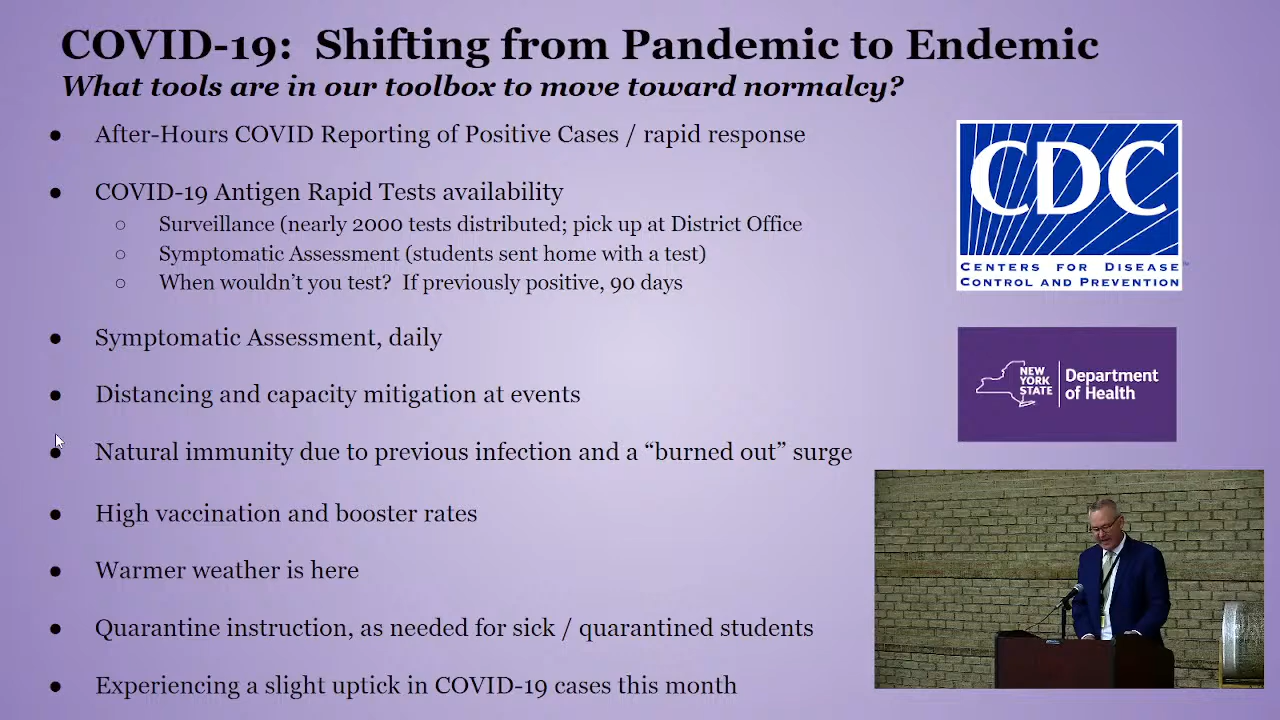 COVID-19: Shifting from Pandemic to Endemic
What tools are in our toolbox to move toward normalcy?
● After-Hours COVID Reporting of Positive Cases / rapid response
● COVID-19 Antigen Rapid Tests availability
○ Surveillance (nearly 2000 tests distributed; pick up at District Office
○ Symptomatic Assessment (students sent home with a test)
○ When wouldn’t you test? If previously positive, 90 days
● Symptomatic Assessment, daily
● Distancing and capacity mitigation at events
● Natural immunity due to previous infection and a “burned out” surge
● High vaccination and booster rates
● Warmer weather is here
● Quarantine instruction, as needed for sick / quarantined students
● Experiencing a slight uptick in COVID-19 cases this month
CDC
CENTERS FOR DISEASE™
CONTROL AND PREVENTION
NEW
YORK
STATE
Department
of Health